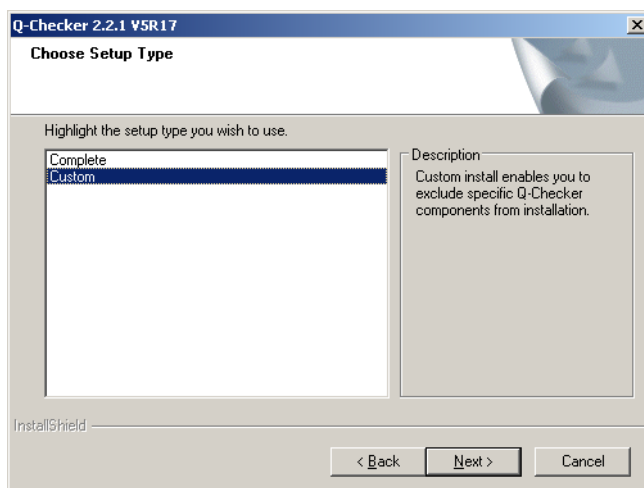 Q-Checker 2.2.1 V5R17
Choose Setup Type
Highlight the setup type you wish to use.
Complete
Custom
Description
Custom install enables you to
exclude specific Q-Checker
components from installation.
InstallShield
< Back
Next >
Cancel